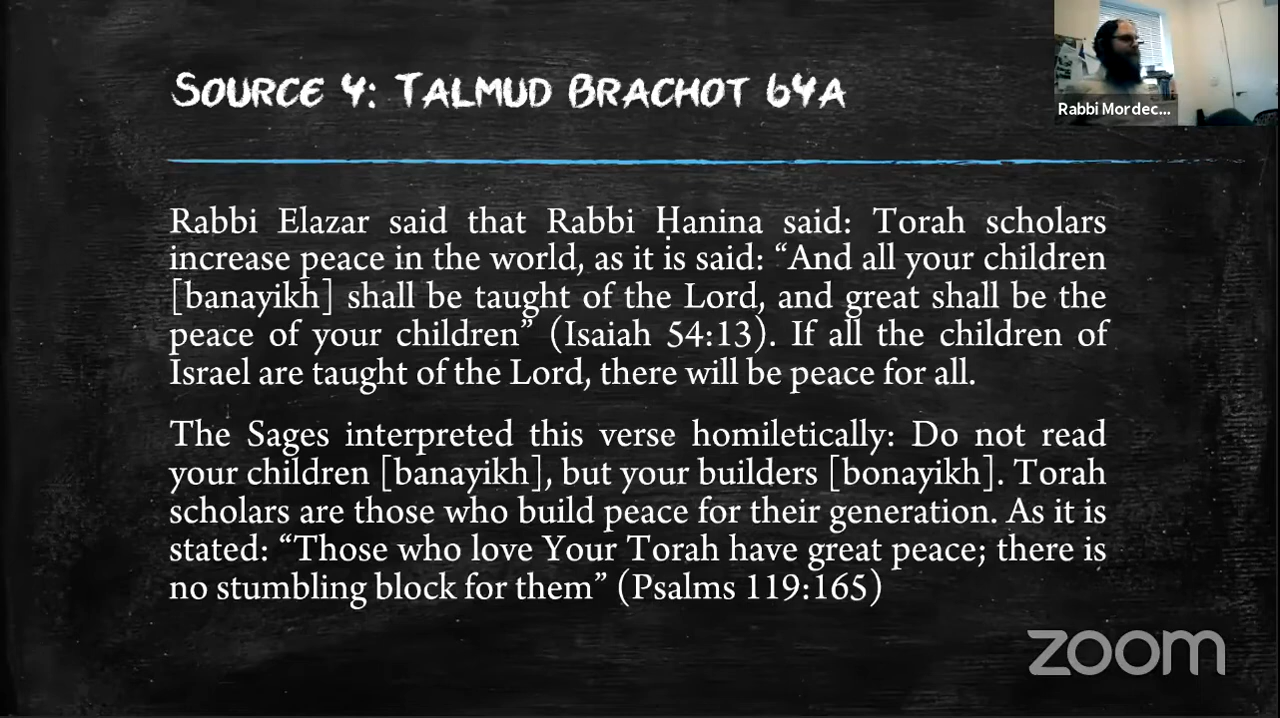 SOURCE 4: TALMUD BRACHOT 64A
Rabbi Mordec...
Rabbi Elazar said that Rabbi Ḥanina said: Torah scholars
increase peace in the world, as it is said: “And all your children
[banayikh] shall be taught of the Lord, and great shall be the
peace of your children” (Isaiah 54:13). If all the children of
Israel are taught of the Lord, there will be peace for all.
The Sages interpreted this verse homiletically: Do not read
your children [banayikh], but your builders [bonayikh]. Torah
scholars are those who build peace for their generation. As it is
stated: “Those who love Your Torah have great peace; there is
no stumbling block for them” (Psalms 119:165)
zoom